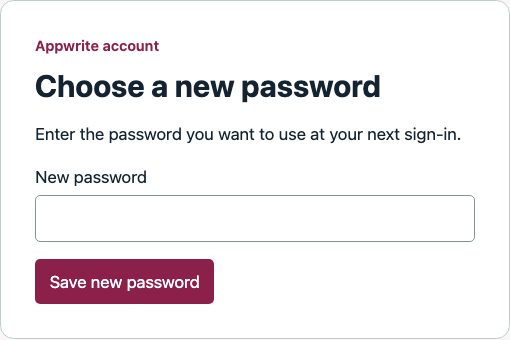 Appwrite account
Choose a new password
Enter the password you want to use at your next sign-in.
New password
Save new password